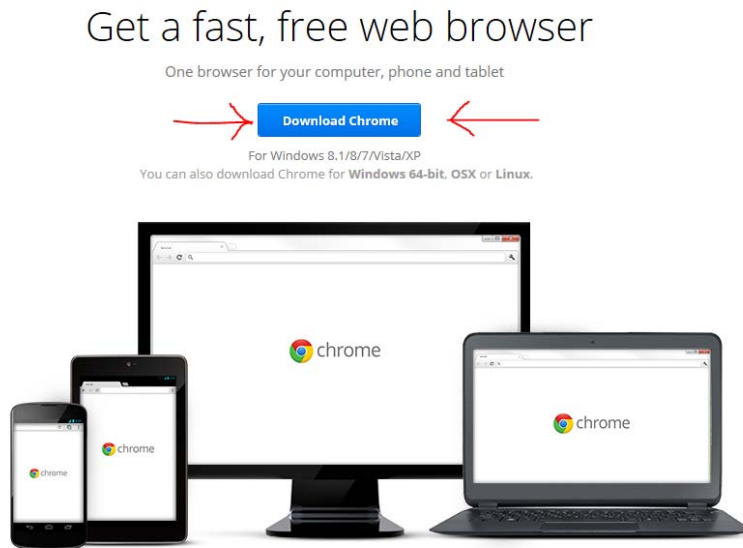 Get a fast, free web browser
One browser for your computer, phone and tablet
Download Chrome
For Windows 8.1/8/7/Vista/XP
You can also download Chrome for Windows 64-bit, OSX or Linux.
chrome
chrome
chrome
chrome